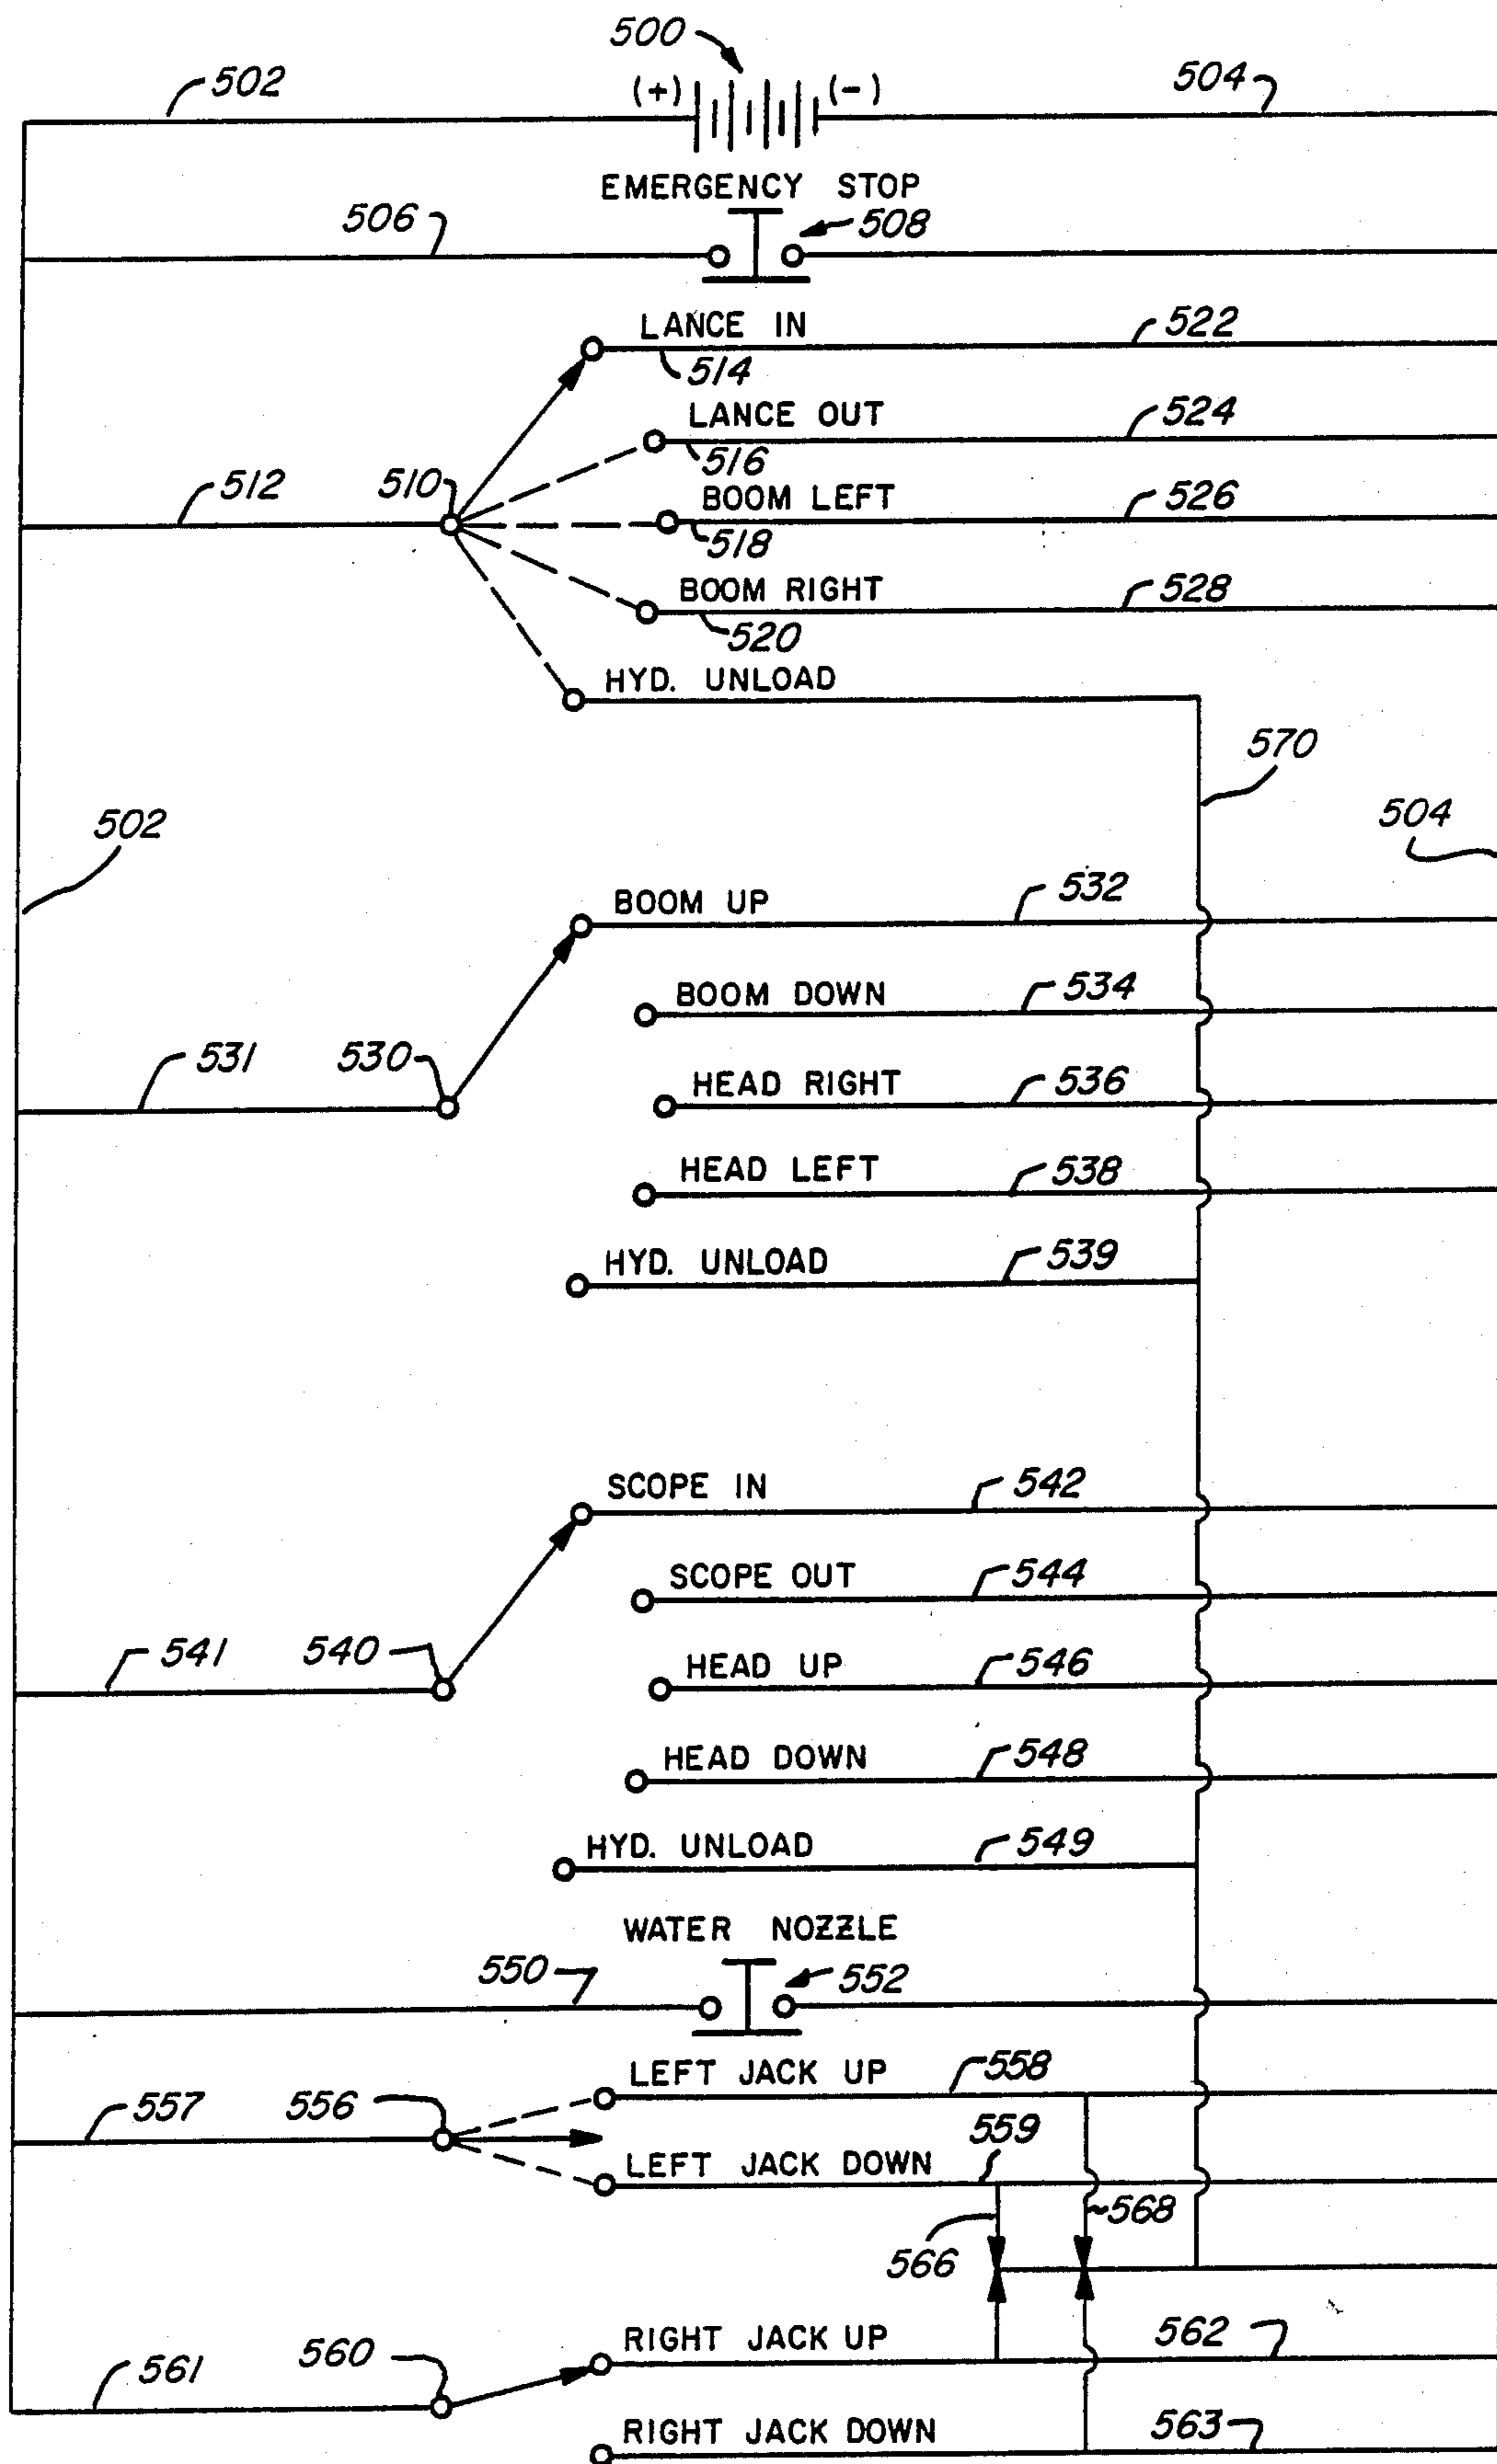 500
502
(+)
(-)
504
EMERGENCY STOP
506
508
LANCE IN
522
514
LANCE OUT
524
516
512
510
BOOM LEFT
526
518
BOOM RIGHT
528
520
HYD. UNLOAD
570
502
504
BOOM UP
532
BOOM DOWN
534
531
530
HEAD RIGHT
536
HEAD LEFT
538
HYD. UNLOAD
539
SCOPE IN
542
SCOPE OUT
544
541
540
HEAD UP
546
HEAD DOWN
548
HYD. UNLOAD
549
WATER NOZZLE
550
552
LEFT JACK UP
558
557
556
559
LEFT JACK DOWN
568
566
RIGHT JACK UP
562
561
560
RIGHT JACK DOWN
563